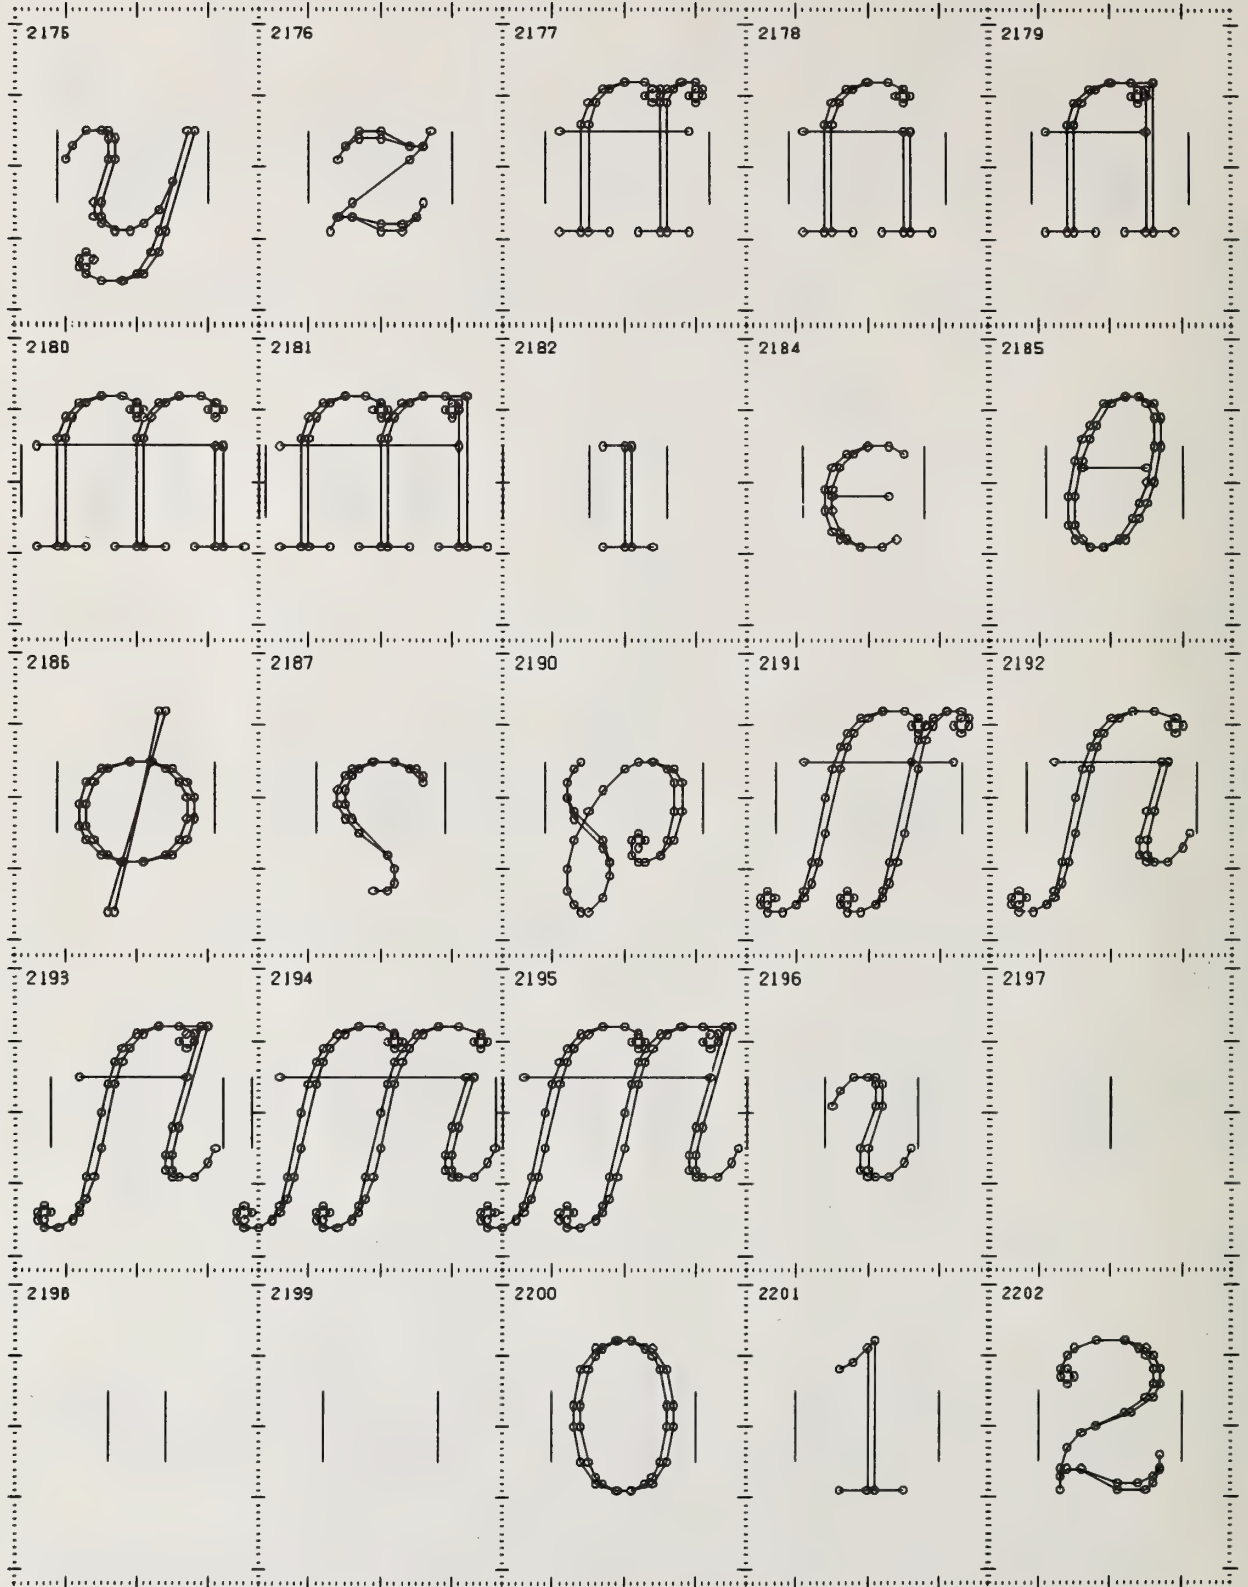 2175 2176 2177 2178 2179
y z ff fi fl
2180 2181 2182 2184 2185
ffi ffl ı ϵ θ
2186 2187 2190 2191 2192
ϕ ς ff fi
2193 2194 2195 2196 2197
fl ffi ffl ı
2198 2199 2200 2201 2202
0 1 2